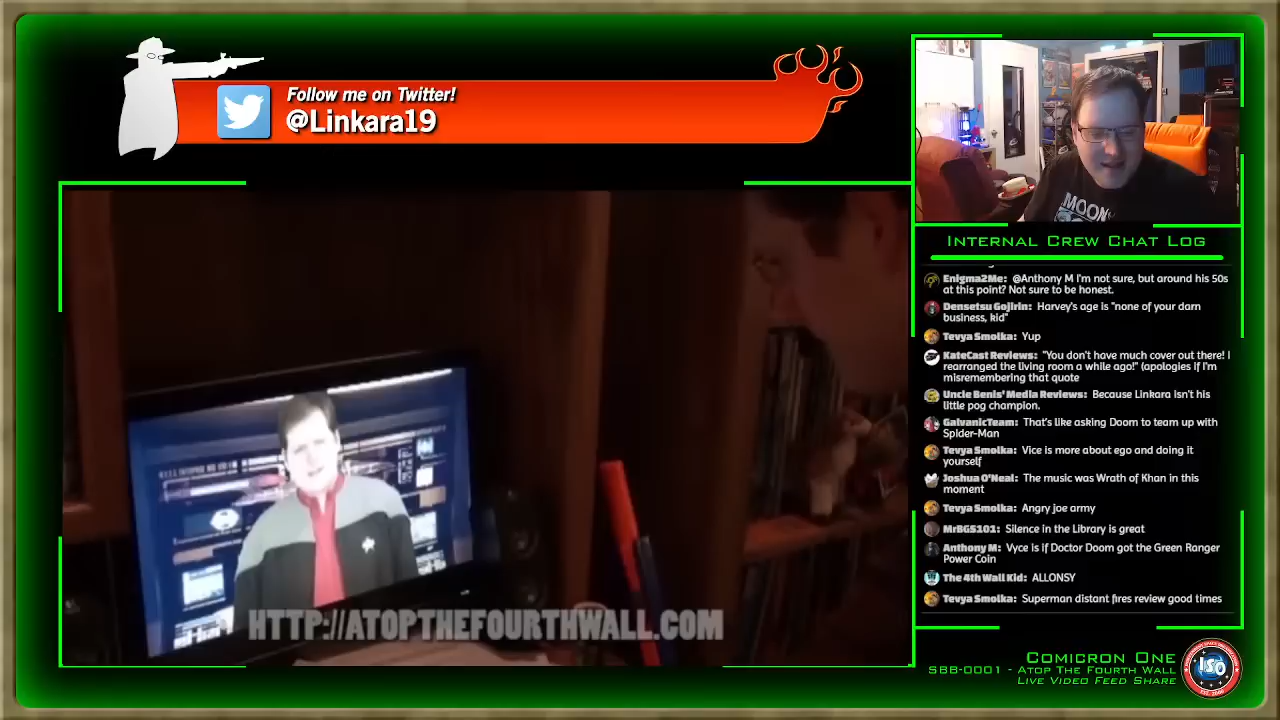 Follow me on Twitter!
@Linkara19
MOON
INTERNAL CREW CHAT LOG
Enigma2Me: @Anthony M I'm not sure, but around his 50s
at this point? Not sure to be honest.
Densetsu Gojirin: Harvey's age is "none of your darn
business, kid"
Tevya Smolka: Yup
KateCast Reviews: "You don't have much cover out there! I
rearranged the living room a while ago!" (apologies if I'm
misremembering that quote
Uncle Benis' Media Reviews: Because Linkara isn't his
little pog champion.
GalvanicTeam: That's like asking Doom to team up with
Spider-Man
Tevya Smolka: Vice is more about ego and doing it
yourself
Joshua O'Neal: The music was Wrath of Khan in this
moment
Tevya Smolka: Angry joe army
MrBGS101: Silence in the Library is great
Anthony M: Vyce is if Doctor Doom got the Green Ranger
Power Coin
The 4th Wall Kid: ALLONSY
Tevya Smolka: Superman distant fires review good times
HTTP://ATOPTHEFOURTHWALL.COM
COMICRON ONE
SBB-0001 - ATOP THE FOURTH WALL
LIVE VIDEO FEED SHARE
ISO